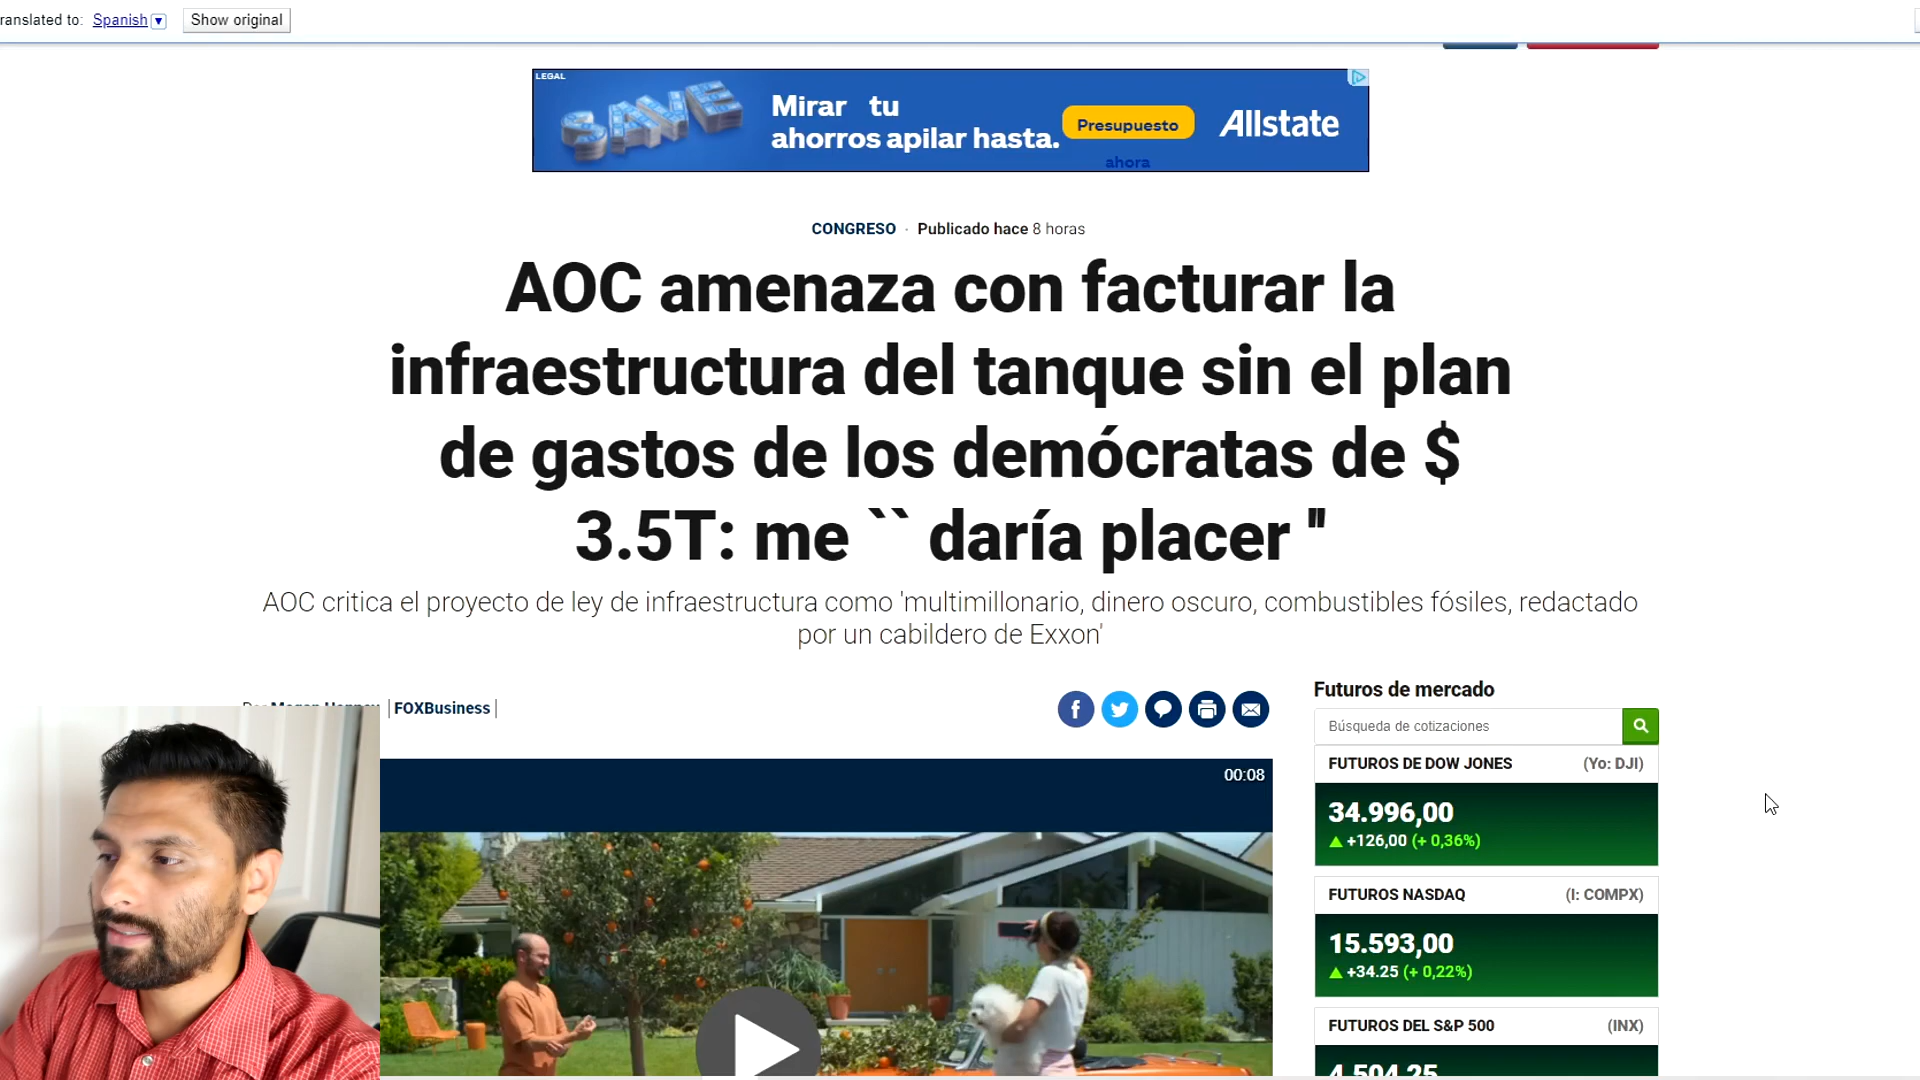 ranslated to: Spanish Show original
LEGAL
SAVE
Mirar tu
ahorros apilar hasta.
Presupuesto
ahora
Allstate
CONGRESO · Publicado hace 8 horas
AOC amenaza con facturar la
infraestructura del tanque sin el plan
de gastos de los demócratas de $
3.5T: me `` daría placer "
AOC critica el proyecto de ley de infraestructura como 'multimillonario, dinero oscuro, combustibles fósiles, redactado
por un cabildero de Exxon'
| FOXBusiness |
00:08
Futuros de mercado
Búsqueda de cotizaciones
FUTUROS DE DOW JONES (Yo: DJI)
34.996,00
+126,00 (+ 0,36%)
FUTUROS NASDAQ (I: COMPX)
15.593,00
+34.25 (+ 0,22%)
FUTUROS DEL S&P 500 (INX)
4.504,25